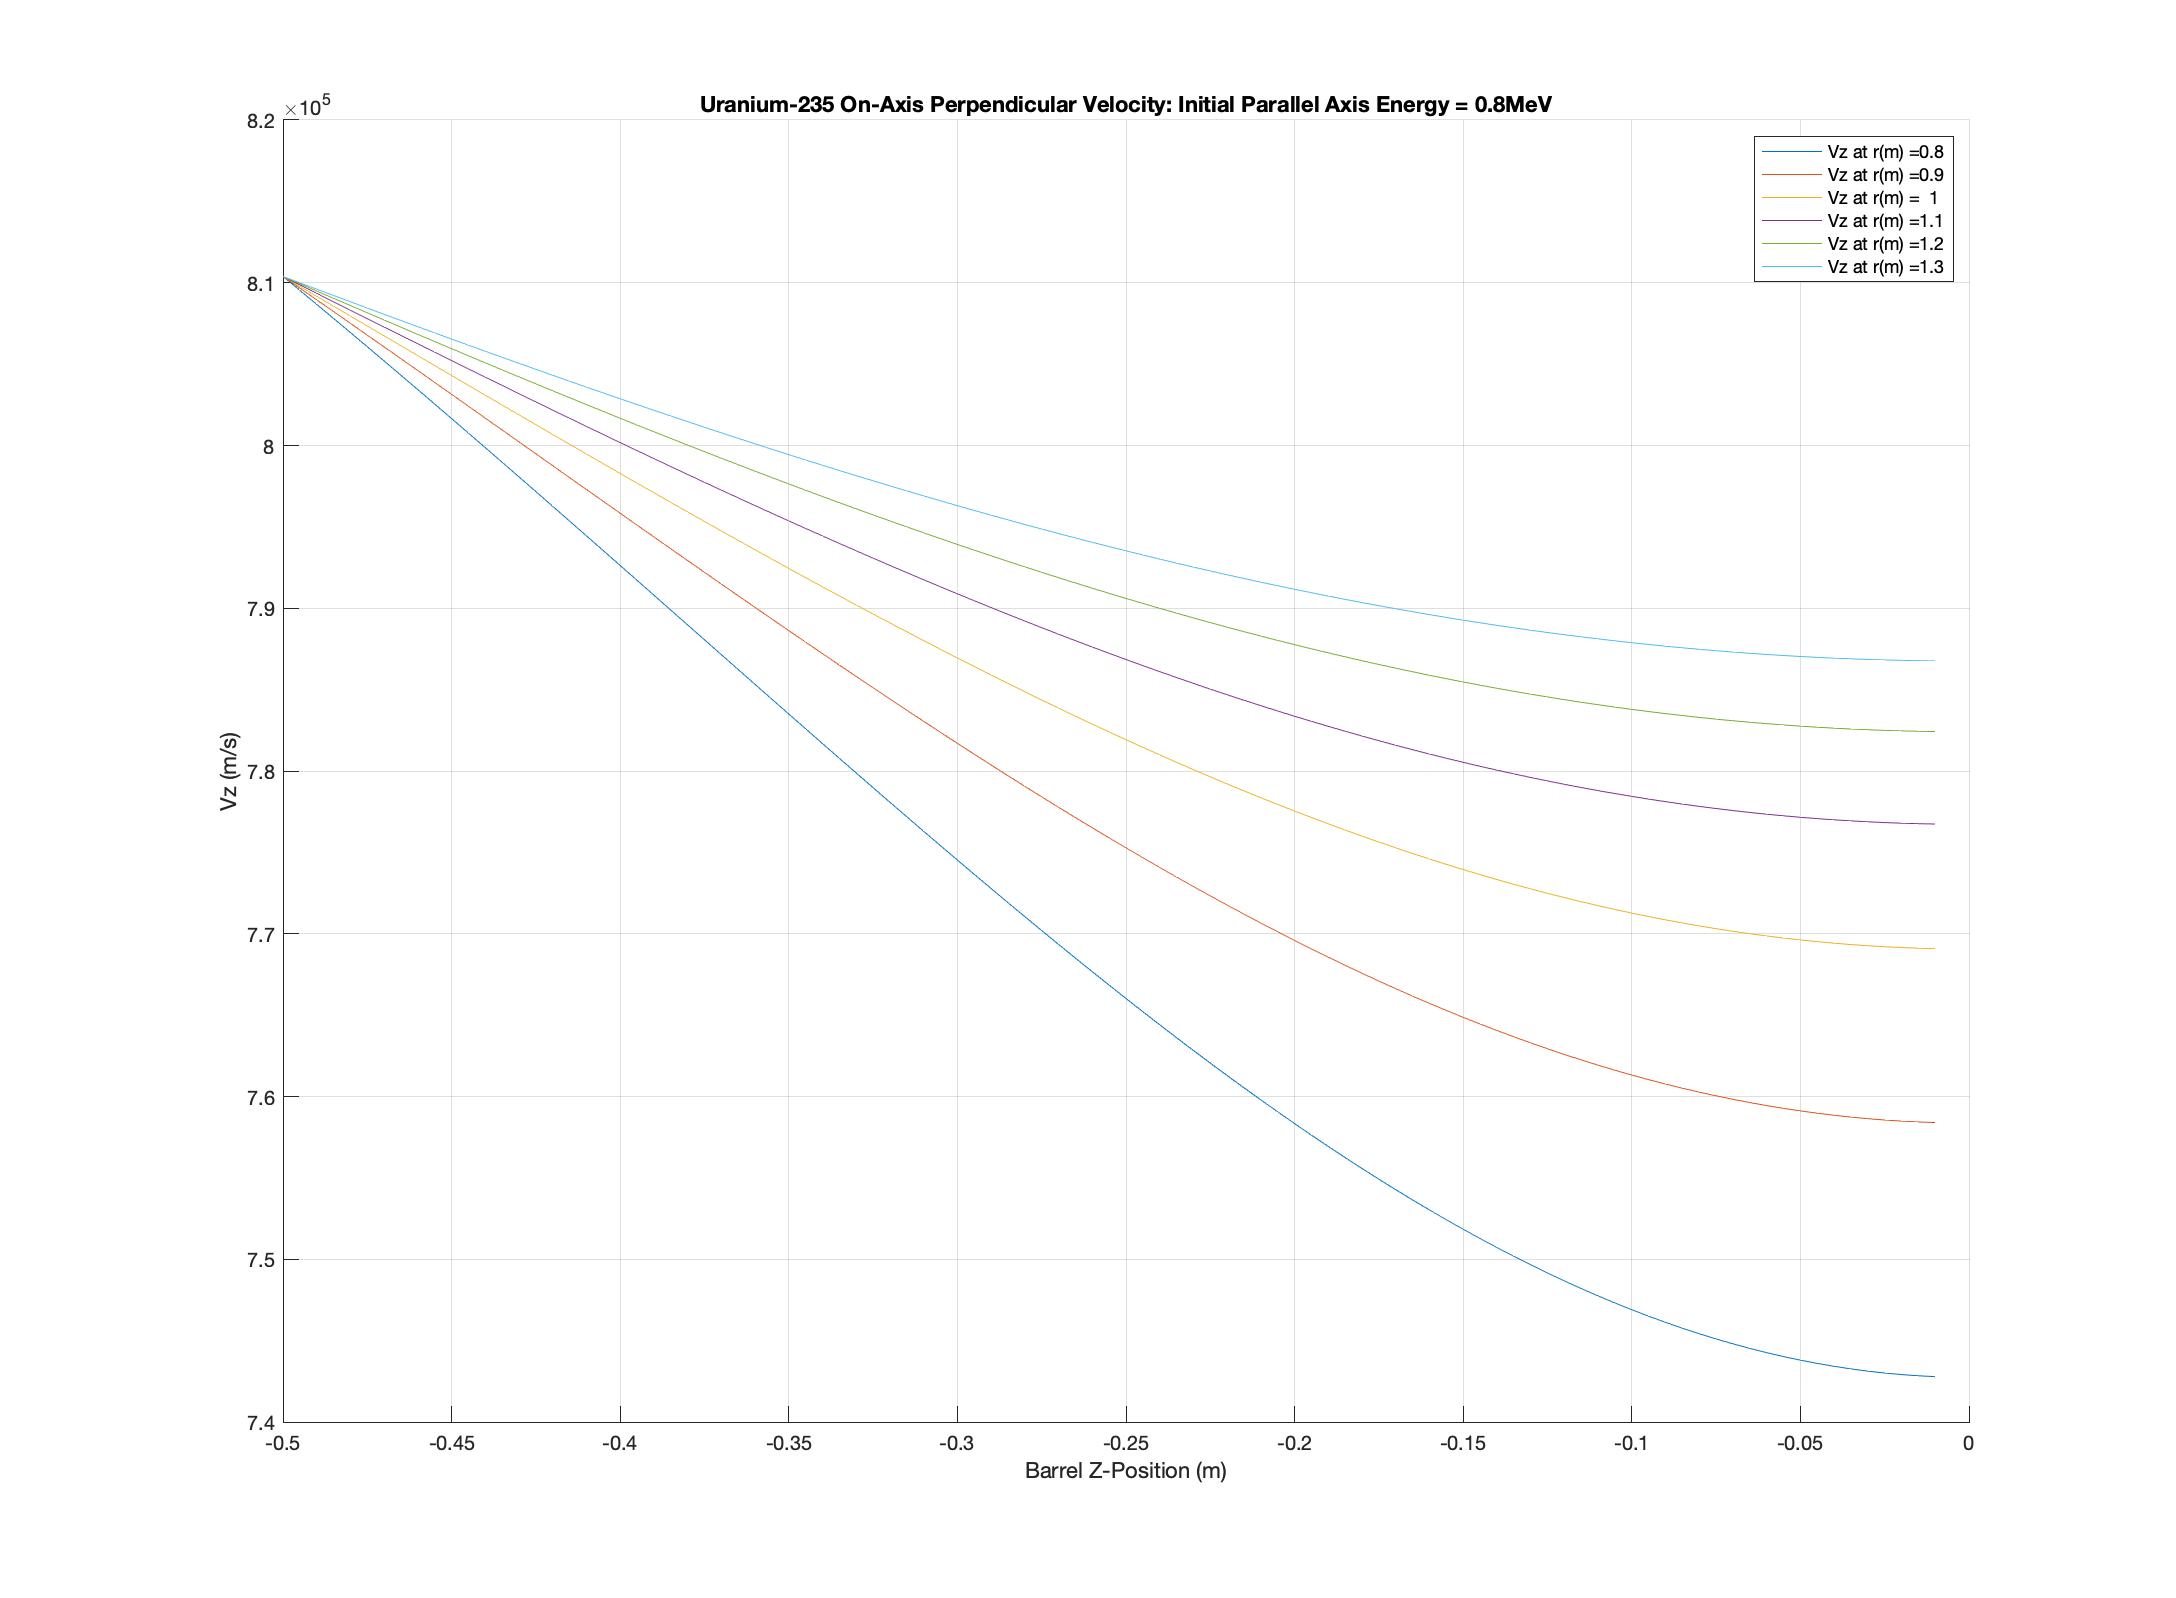 Uranium-235 On-Axis Perpendicular Velocity: Initial Parallel Axis Energy = 0.8MeV
×10^5
8.2
8.1
8
7.9
7.8
7.7
7.6
7.5
7.4
Vz (m/s)
Vz at r(m) =0.8
Vz at r(m) =0.9
Vz at r(m) =  1
Vz at r(m) =1.1
Vz at r(m) =1.2
Vz at r(m) =1.3
-0.5 -0.45 -0.4 -0.35 -0.3 -0.25 -0.2 -0.15 -0.1 -0.05 0
Barrel Z-Position (m)